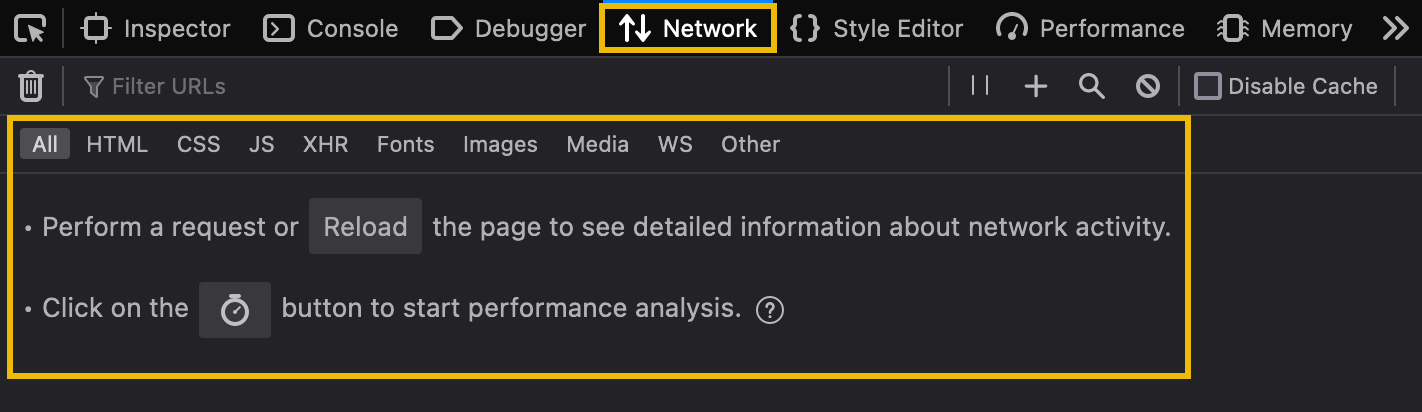 Inspector Console Debugger Network Style Editor Performance Memory
Filter URLs Disable Cache
All HTML CSS JS XHR Fonts Images Media WS Other
• Perform a request or Reload the page to see detailed information about network activity.
• Click on the button to start performance analysis. ?